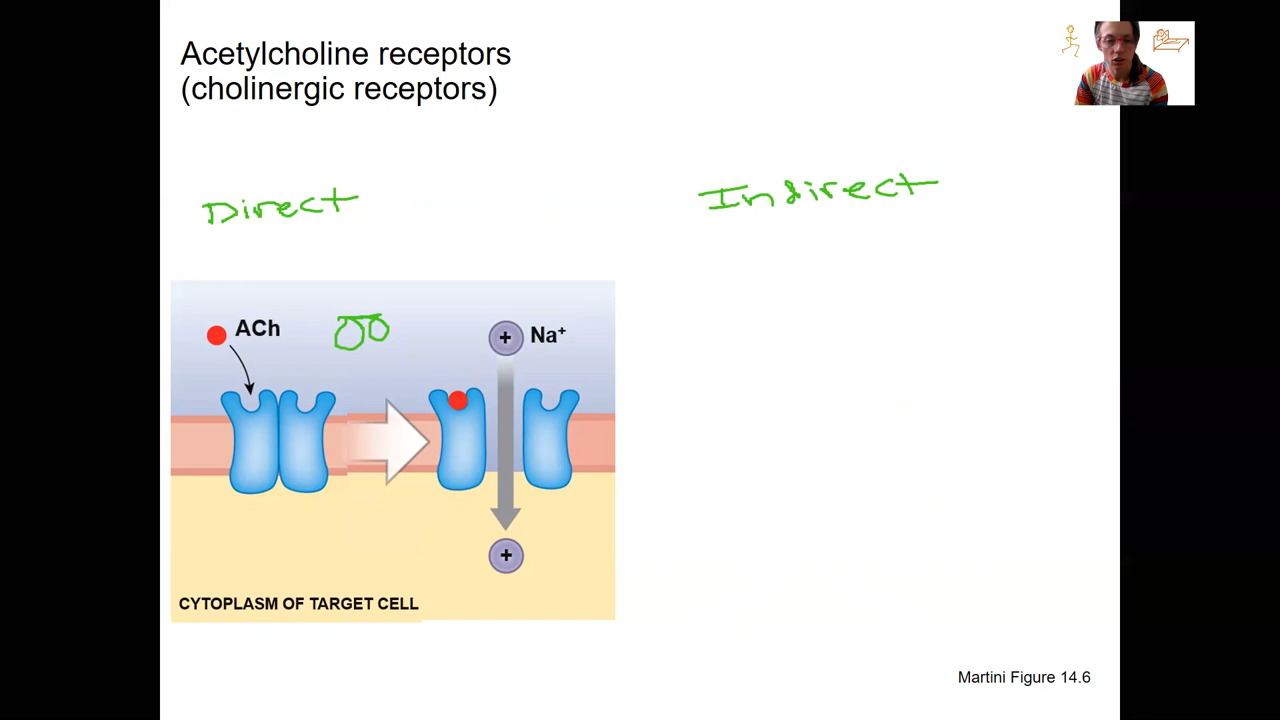 Acetylcholine receptors
(cholinergic receptors)
Direct
Indirect
ACh
+ Na⁺
+
CYTOPLASM OF TARGET CELL
Martini Figure 14.6